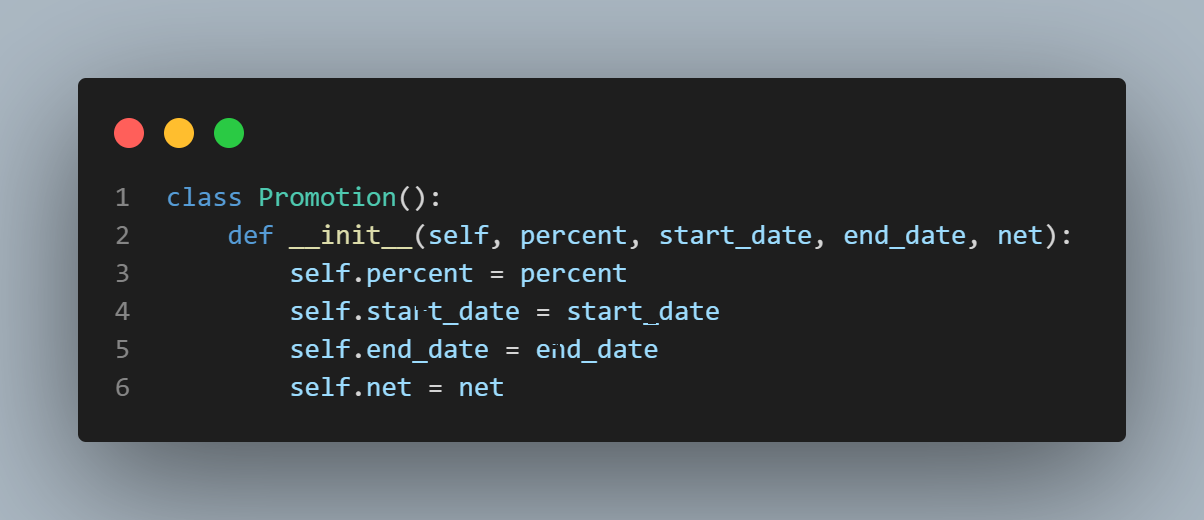 1 class Promotion():
2     def __init__(self, percent, start_date, end_date, net):
3         self.percent = percent
4         self.start_date = start_date
5         self.end_date = end_date
6         self.net = net